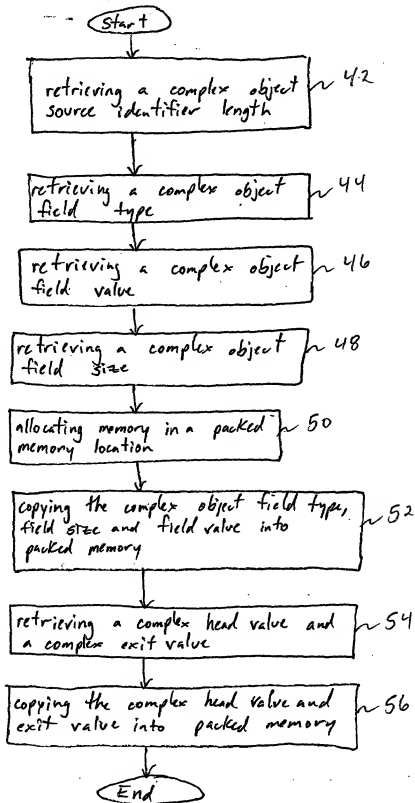 Start
retrieving a complex object
source identifier length
42
retrieving a complex object
field type
44
retrieving a complex object
field value
46
retrieving a complex object
field size
48
allocating memory in a packed
memory location
50
copying the complex object field type,
field size and field value into
packed memory
52
retrieving a complex head value and
a complex exit value
54
copying the complex head value and
exit value into packed memory
56
End